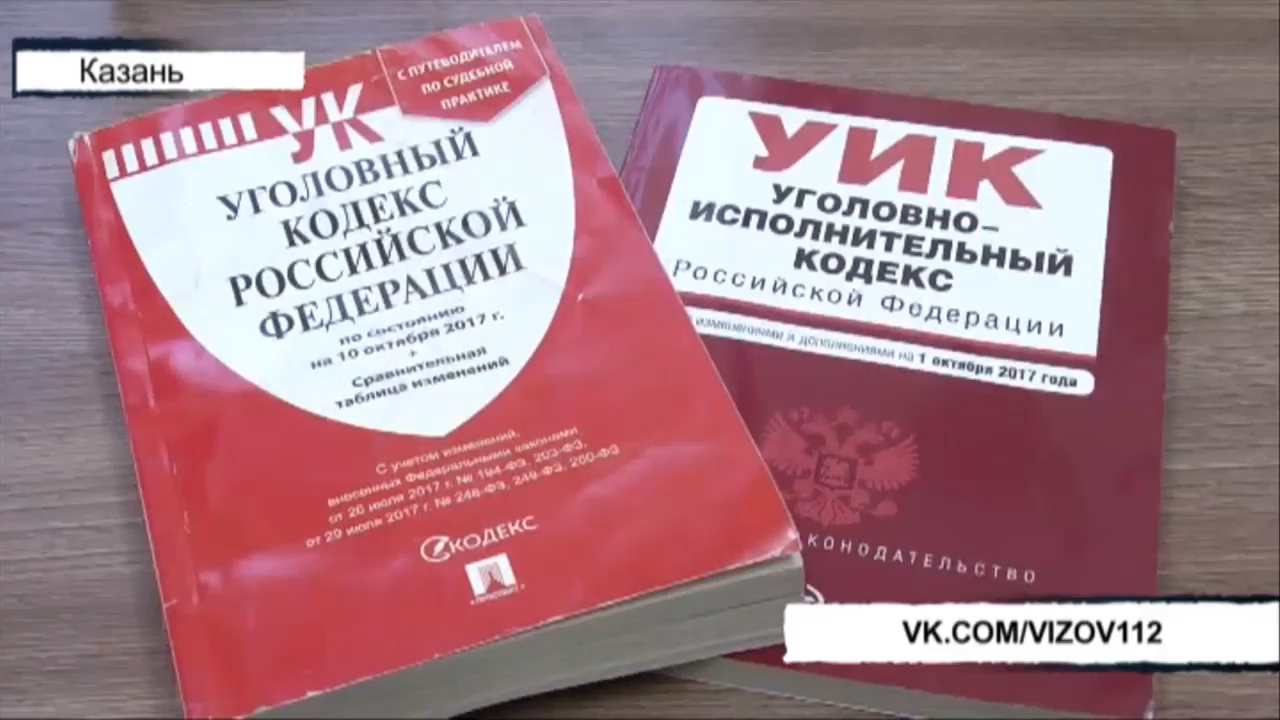 Казань
УК
С ПУТЕВОДИТЕЛЕМ
ПО СУДЕБНОЙ
ПРАКТИКЕ
УГОЛОВНЫЙ
КОДЕКС
РОССИЙСКОЙ
ФЕДЕРАЦИИ
по состоянию
на 10 октября 2017 г.
+
Сравнительная
таблица изменений
С учетом изменений,
внесенных Федеральными законами
от 26 июля 2017 г. № 194-ФЗ, 203-ФЗ,
от 29 июля 2017 г. № 248-ФЗ, 249-ФЗ, 250-ФЗ
КОДЕКС
УИК
УГОЛОВНО-
ИСПОЛНИТЕЛЬНЫЙ
КОДЕКС
Российской Федерации
изменениями и дополнениями на 1 октября 2017 года
КОНОДАТЕЛЬСТВО
VK.COM/VIZOV112